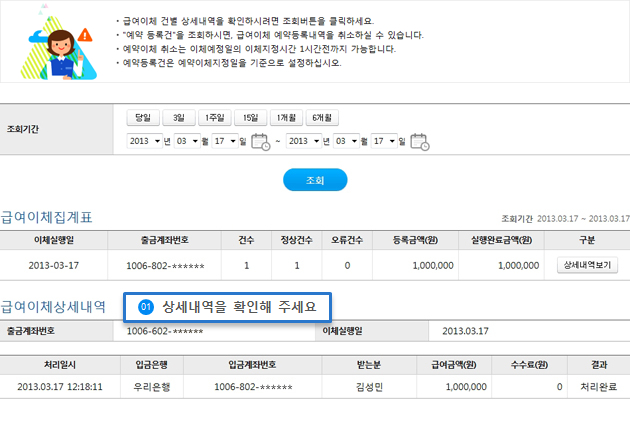 · 급여이체 건별 상세내역을 확인하시려면 조회버튼을 클릭하세요.
· "예약 등록건"을 조회하시면, 급여이체 예약등록내역을 취소하실 수 있습니다.
· 예약이체 취소는 이체예정일의 이체지정시간 1시간전까지 가능합니다.
· 예약등록건은 예약이체지정일을 기준으로 설정하십시오.
당일 3일 1주일 15일 1개월 6개월
조회기간
2013 년 03 월 17 일 ~ 2013 년 03 월 17 일
조회
급여이체집계표 조회기간 2013.03.17 ~ 2013.03.17
이체실행일 출금계좌번호 건수 정상건수 오류건수 등록금액(원) 실행완료금액(원) 구분
2013-03-17 1006-802-****** 1 1 0 1,000,000 1,000,000 상세내역보기
급여이체상세내역 01 상세내역을 확인해 주세요
출금계좌번호 1006-602-****** 이체실행일 2013.03.17
처리일시 입금은행 입금계좌번호 받는분 급여금액(원) 수수료(원) 결과
2013.03.17 12:18:11 우리은행 1006-802-****** 김성민 1,000,000 0 처리완료